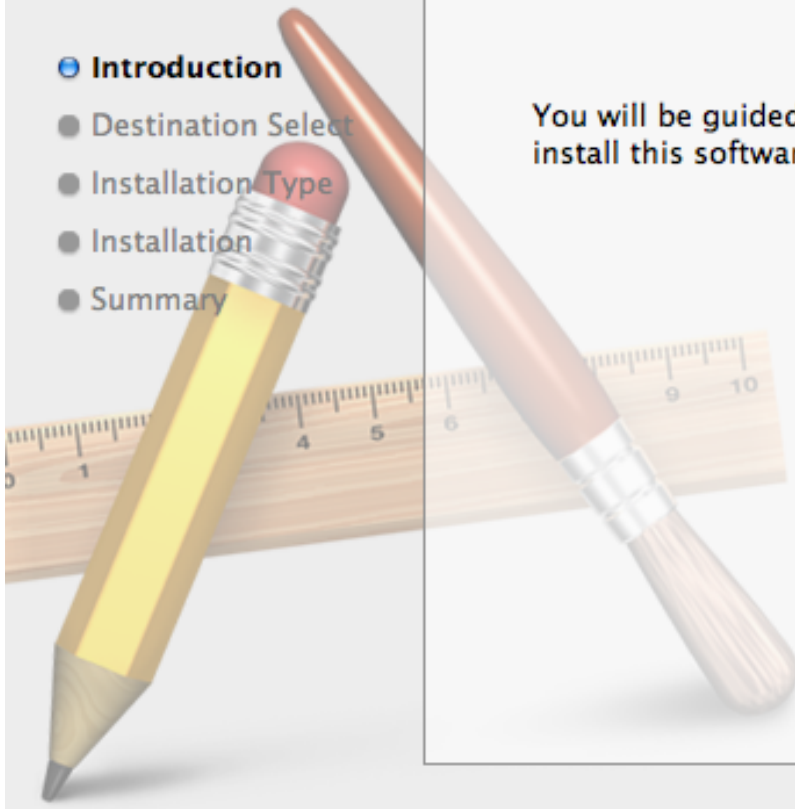 Introduction
Destination Select
Installation Type
Installation
Summary
You will be guided
install this
0 1 4 5 6 9 10